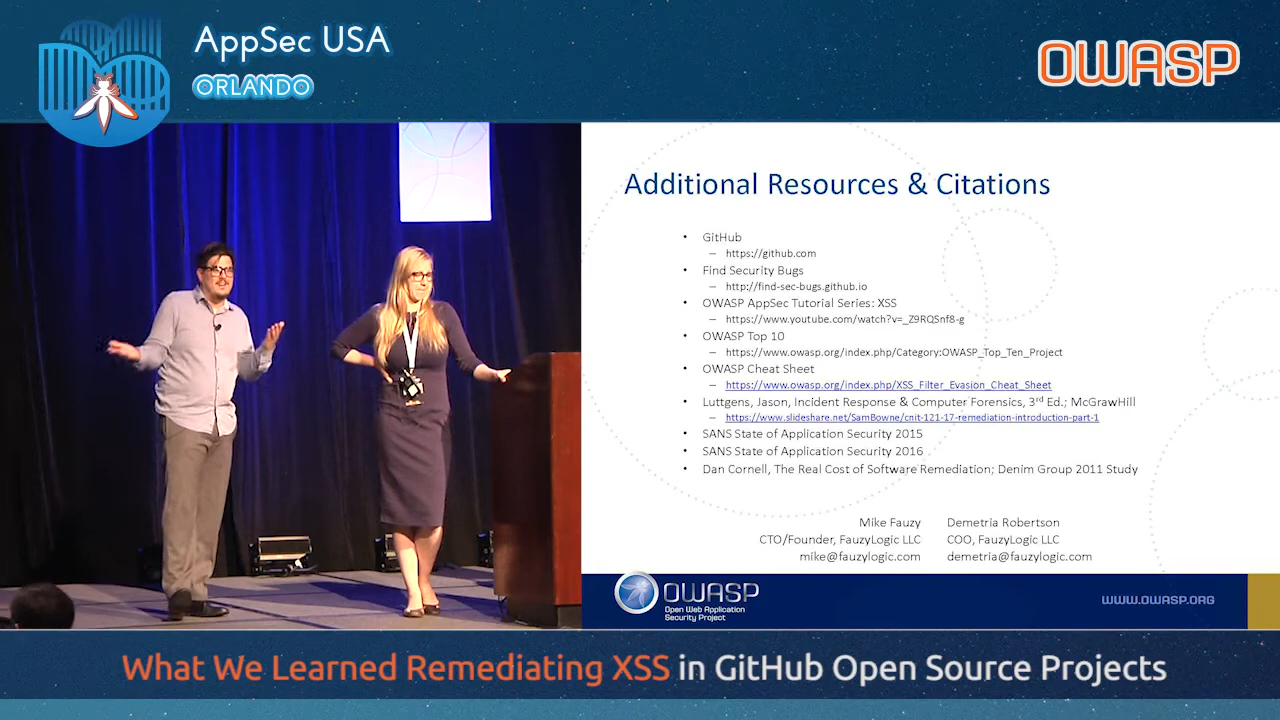 AppSec USA
ORLANDO
OWASP
Additional Resources & Citations
• GitHub
– https://github.com
• Find Security Bugs
– http://find-sec-bugs.github.io
• OWASP AppSec Tutorial Series: XSS
– https://www.youtube.com/watch?v=_Z9RQSnf8-g
• OWASP Top 10
– https://www.owasp.org/index.php/Category:OWASP_Top_Ten_Project
• OWASP Cheat Sheet
– https://www.owasp.org/index.php/XSS_Filter_Evasion_Cheat_Sheet
• Luttgens, Jason, Incident Response & Computer Forensics, 3rd Ed.; McGrawHill
– https://www.slideshare.net/SamBowne/cnit-121-17-remediation-introduction-part-1
• SANS State of Application Security 2015
• SANS State of Application Security 2016
• Dan Cornell, The Real Cost of Software Remediation; Denim Group 2011 Study
Mike Fauzy
CTO/Founder, FauzyLogic LLC
mike@fauzylogic.com
Demetria Robertson
COO, FauzyLogic LLC
demetria@fauzylogic.com
OWASP
Open Web Application
Security Project
WWW.OWASP.ORG
What We Learned Remediating XSS in GitHub Open Source Projects